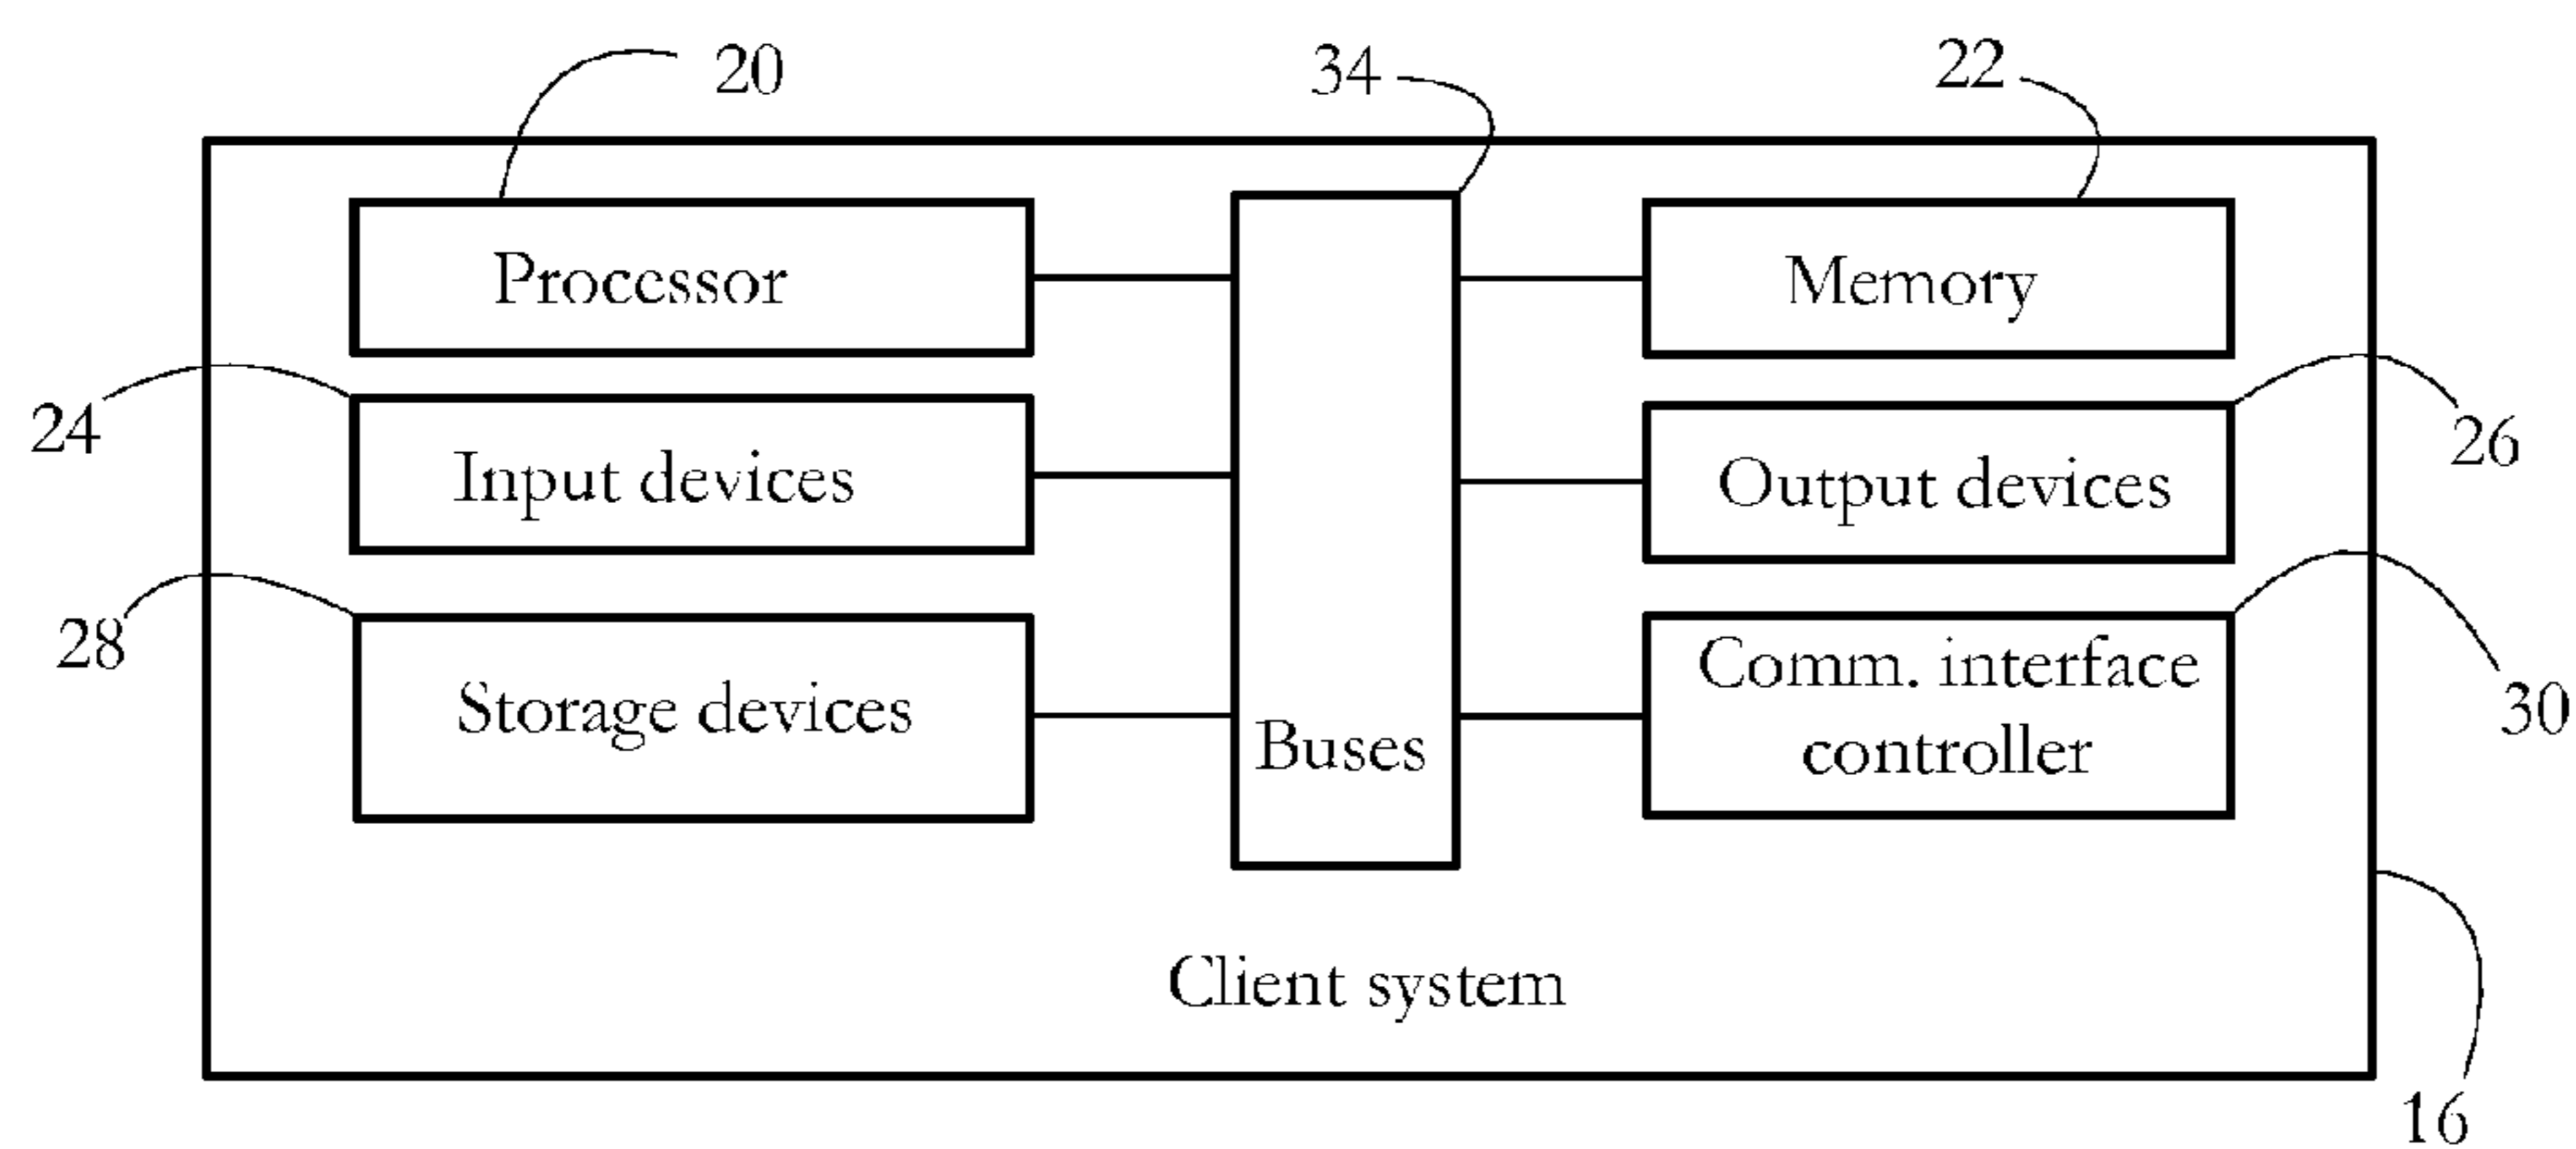 20
34
22
Processor
Memory
24
Input devices
Output devices
26
28
Storage devices
Buses
Comm. interface
controller
30
Client system
16